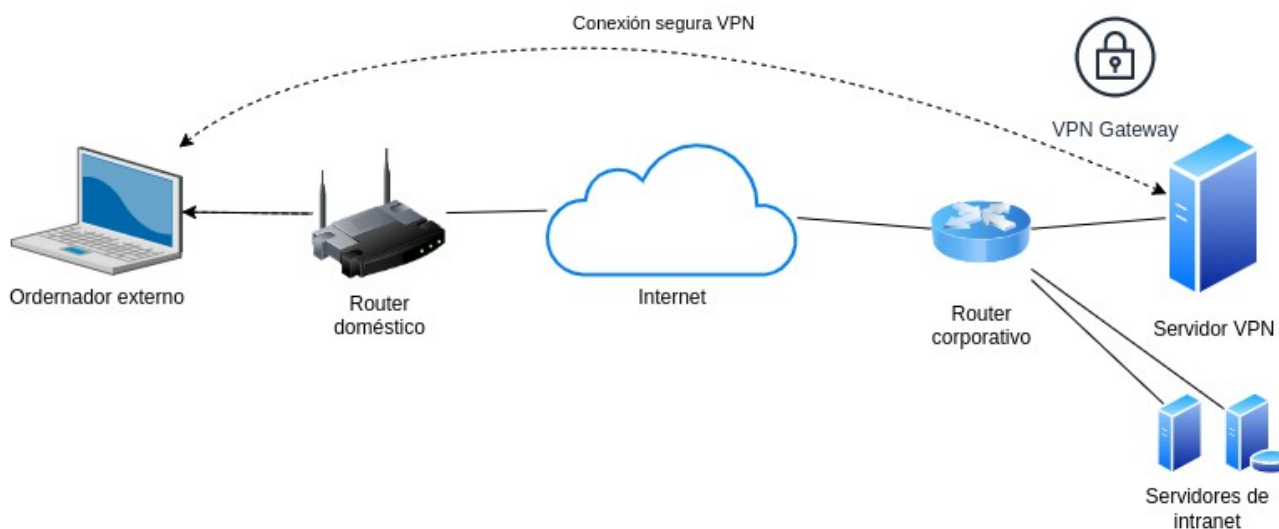 Conexión segura VPN
VPN Gateway
Ordernador externo
Router
doméstico
Internet
Router
corporativo
Servidor VPN
Servidores de
intranet